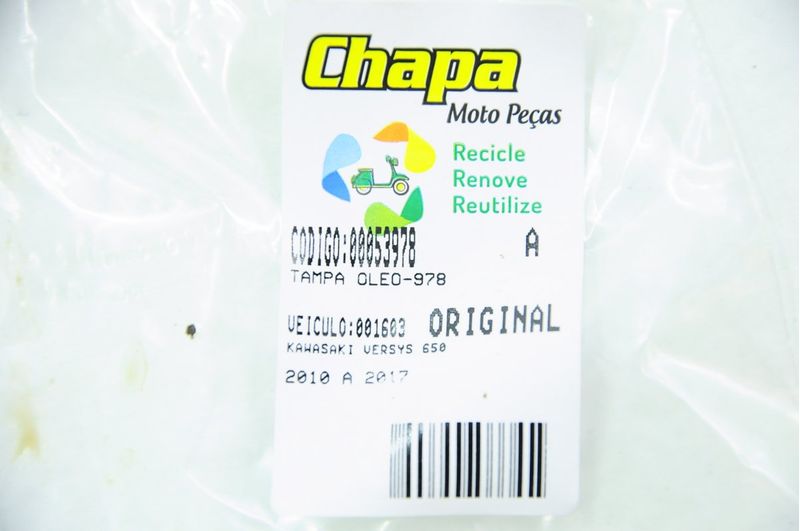 Chapa
Moto Peças
Recicle
Renove
Reutilize
CODIGO:00053978 A
TAMPA OLEO-978
VEICULO:001603 ORIGINAL
KAWASAKI VERSYS 650
2010 A 2017